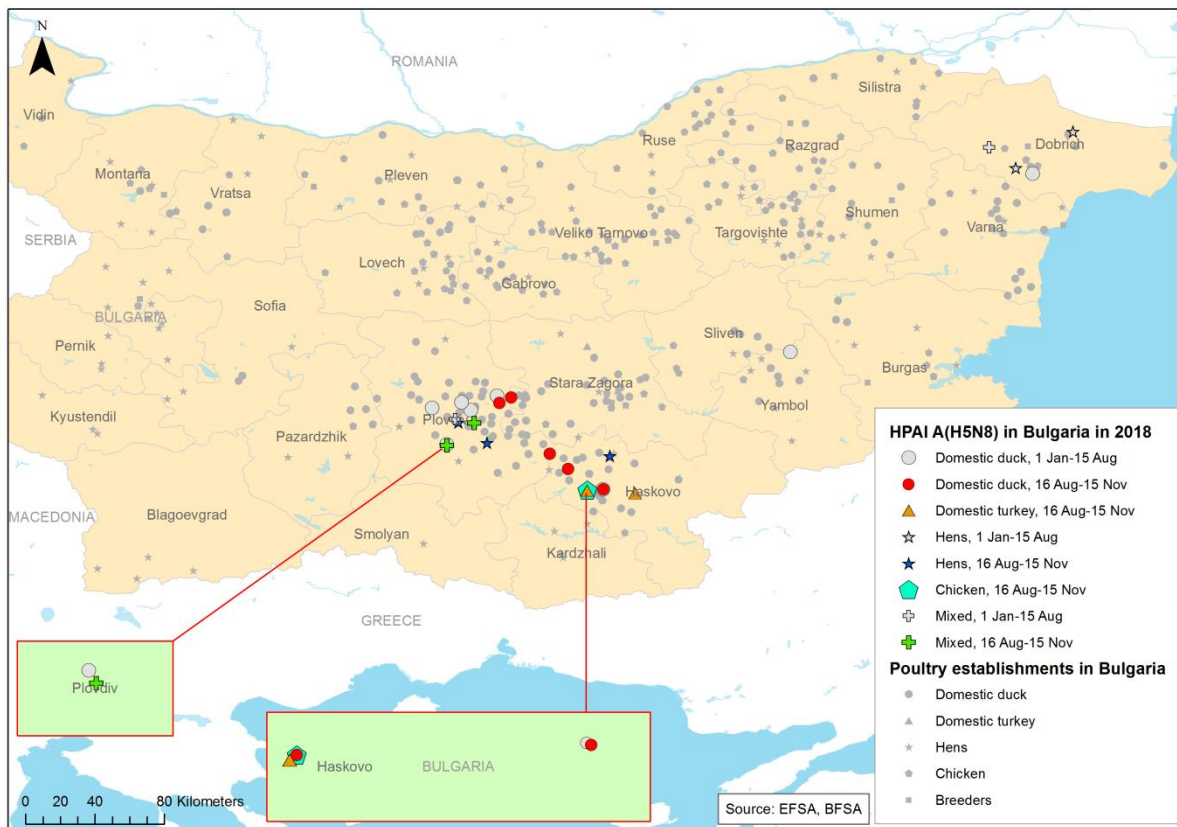 N
ROMANIA
Vidin
Silistra
Ruse
Dobrich
Razgrad
Montana
Pleven
Vratsa
Shumen
SERBIA
Veliko Tarnovo
Targovishte
Varna
Lovech
Gabrovo
Sofia
BULGARIA
Sliven
Pernik
Burgas
Stara Zagora
Kyustendil
Yambol
Plovdiv
Pazardzhik
Haskovo
MACEDONIA
Blagoevgrad
Smolyan
Kardzhali
GREECE
Plovdiv
Haskovo
BULGARIA
0 20 40 80 Kilometers
Source: EFSA, BFSA
HPAI A(H5N8) in Bulgaria in 2018
Domestic duck, 1 Jan-15 Aug
Domestic duck, 16 Aug-15 Nov
Domestic turkey, 16 Aug-15 Nov
Hens, 1 Jan-15 Aug
Hens, 16 Aug-15 Nov
Chicken, 16 Aug-15 Nov
Mixed, 1 Jan-15 Aug
Mixed, 16 Aug-15 Nov
Poultry establishments in Bulgaria
Domestic duck
Domestic turkey
Hens
Chicken
Breeders